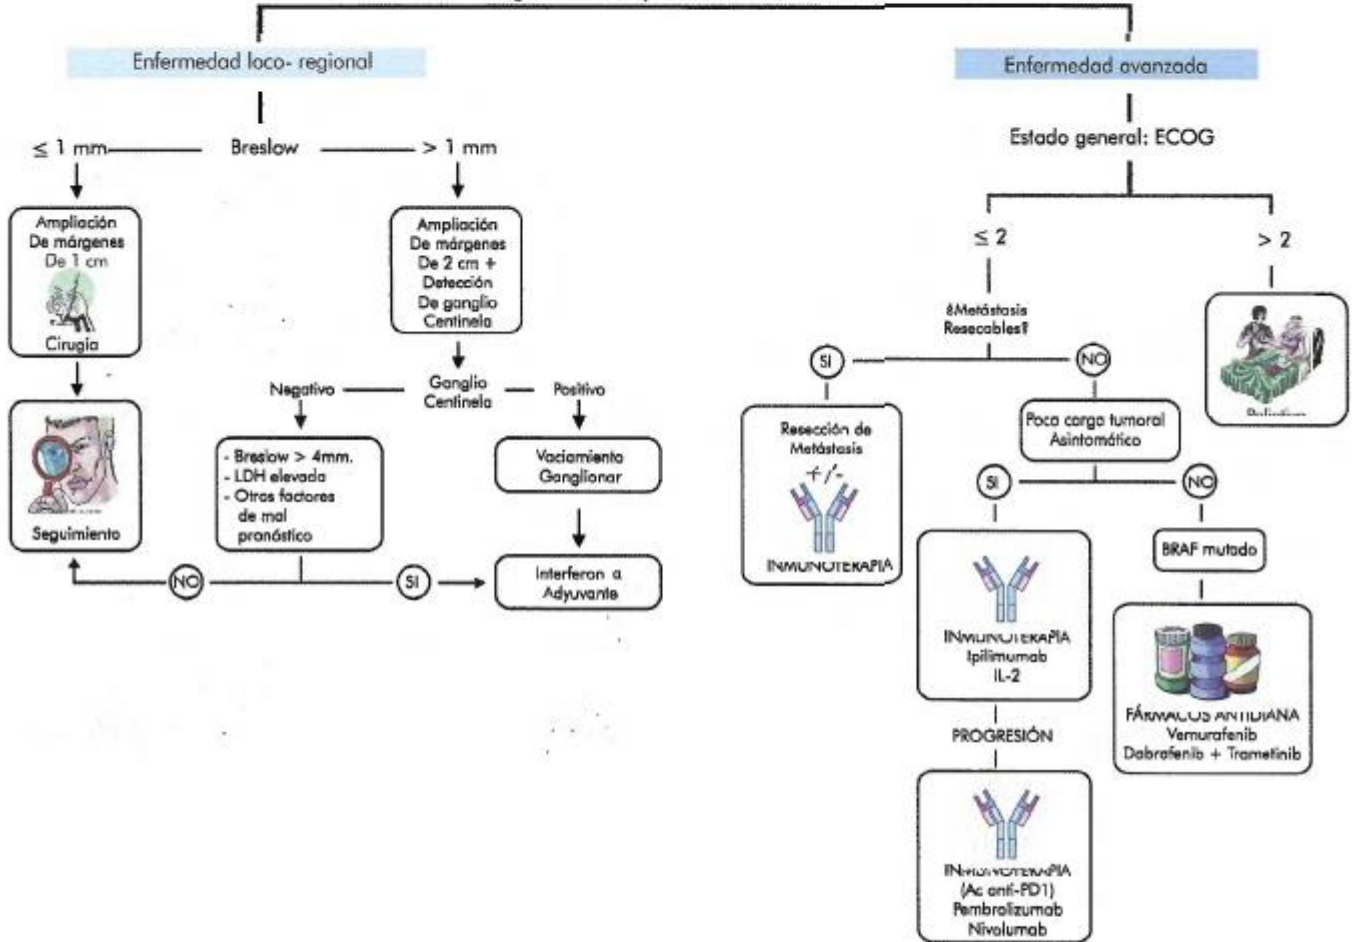 Enfermedad loco- regional
≤ 1 mm
Breslow
> 1 mm
Ampliación
De márgenes
De 1 cm
Cirugía
Seguimiento
Ampliación
De márgenes
De 2 cm +
Detección
De ganglio
Centinela
Negativo
Ganglio
Centinela
Positivo
- Breslow > 4mm.
- LDH elevada
- Otros factores
de mal
pronóstico
NO
SI
Vaciamiento
Ganglionar
Interferon α
Adyuvante
Enfermedad avanzada
Estado general: ECOG
≤ 2
> 2
¿Metástasis
Resecables?
SI
NO
Resección de
Metástasis
+/-
INMUNOTERAPIA
Poca carga tumoral
Asintomático
SI
NO
INMUNOTERAPIA
Ipilimumab
IL-2
PROGRESIÓN
INMUNOTERAPIA
(Ac anti-PD1)
Pembrolizumab
Nivolumab
BRAF mutado
FÁRMACOS ANTIDIANA
Vemurafenib
Dabrafenib + Trametinib